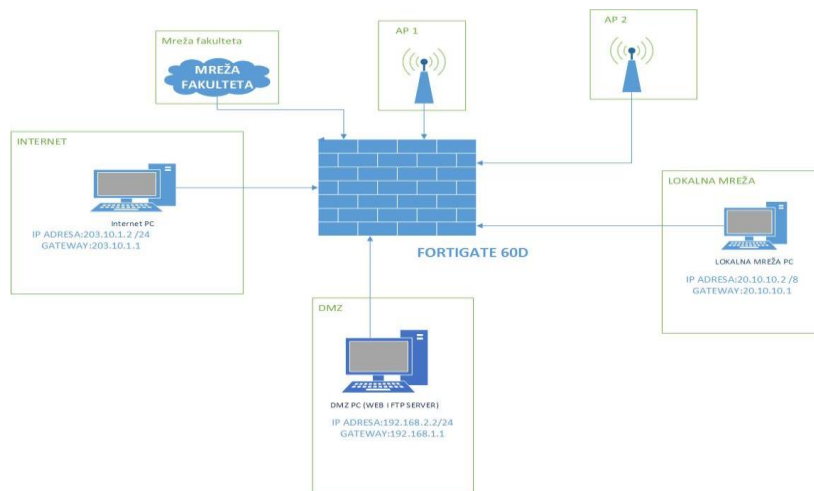 Mreža fakulteta
MREŽA
FAKULTETA
AP 1
AP 2
INTERNET
Internet PC
IP ADRESA:203.10.1.2 /24
GATEWAY:203.10.1.1
FORTIGATE 60D
LOKALNA MREŽA
LOKALNA MREŽA PC
IP ADRESA:20.10.10.2 /8
GATEWAY:20.10.10.1
DMZ
DMZ PC (WEB I FTP SERVER)
IP ADRESA:192.168.2.2/24
GATEWAY:192.168.1.1